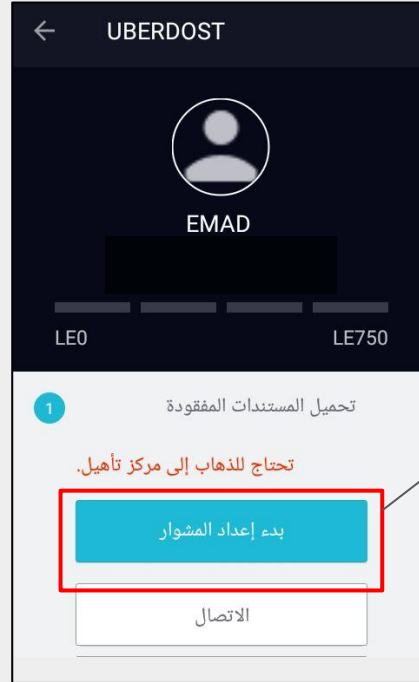 UBERDOST
EMAD
LE0 LE750
1 تحميل المستندات المفقودة
تحتاج للذهاب إلى مركز تأهيل.
بدء إعداد المشوار
الاتصال